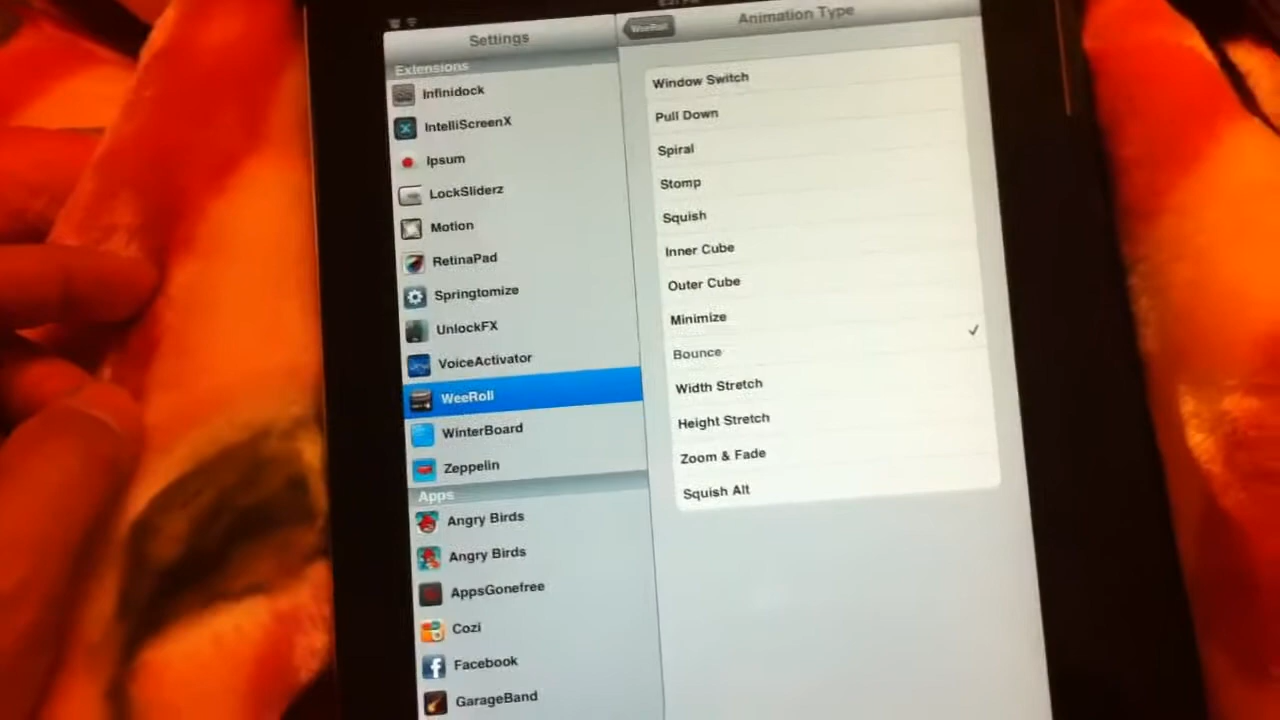 Settings
Extensions
Infinidock
IntelliScreenX
Ipsum
LockSliderz
Motion
RetinaPad
Springtomize
UnlockFX
VoiceActivator
WeeRoll
WinterBoard
Zeppelin
Apps
Angry Birds
Angry Birds
AppsGonefree
Cozi
Facebook
GarageBand
WeeRoll
Animation Type
Window Switch
Pull Down
Spiral
Stomp
Squish
Inner Cube
Outer Cube
Minimize
Bounce
Width Stretch
Height Stretch
Zoom & Fade
Squish Alt